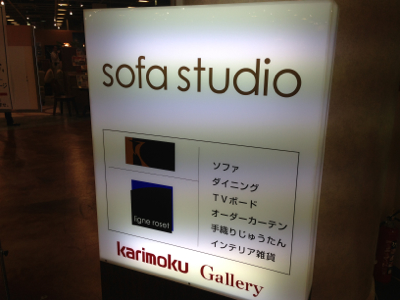 sofa studio
K
ligne roset
ソファ
ダイニング
TVボード
オーダーカーテン
手織りじゅうたん
インテリア雑貨
karimoku Gallery